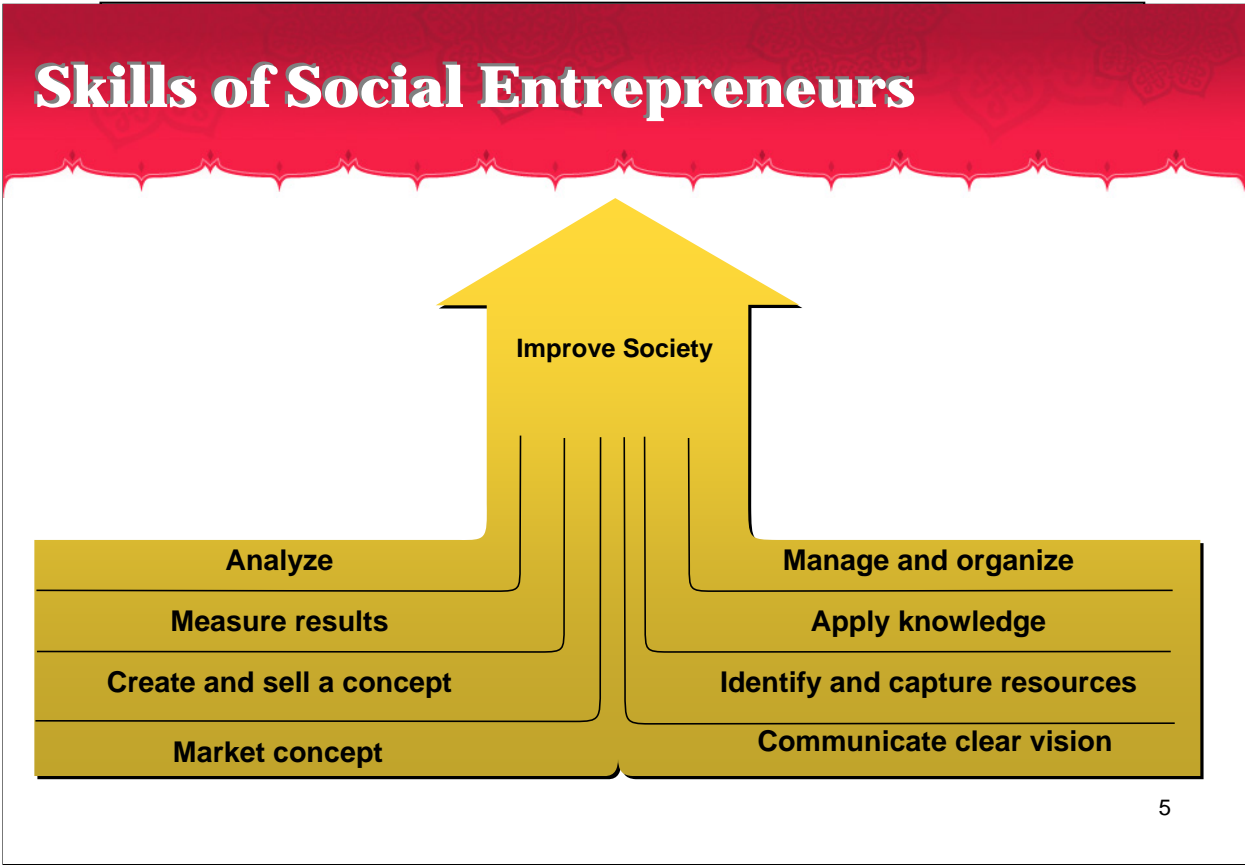 Skills of Social Entrepreneurs
Improve Society
Analyze
Measure results
Create and sell a concept
Market concept
Manage and organize
Apply knowledge
Identify and capture resources
Communicate clear vision
5